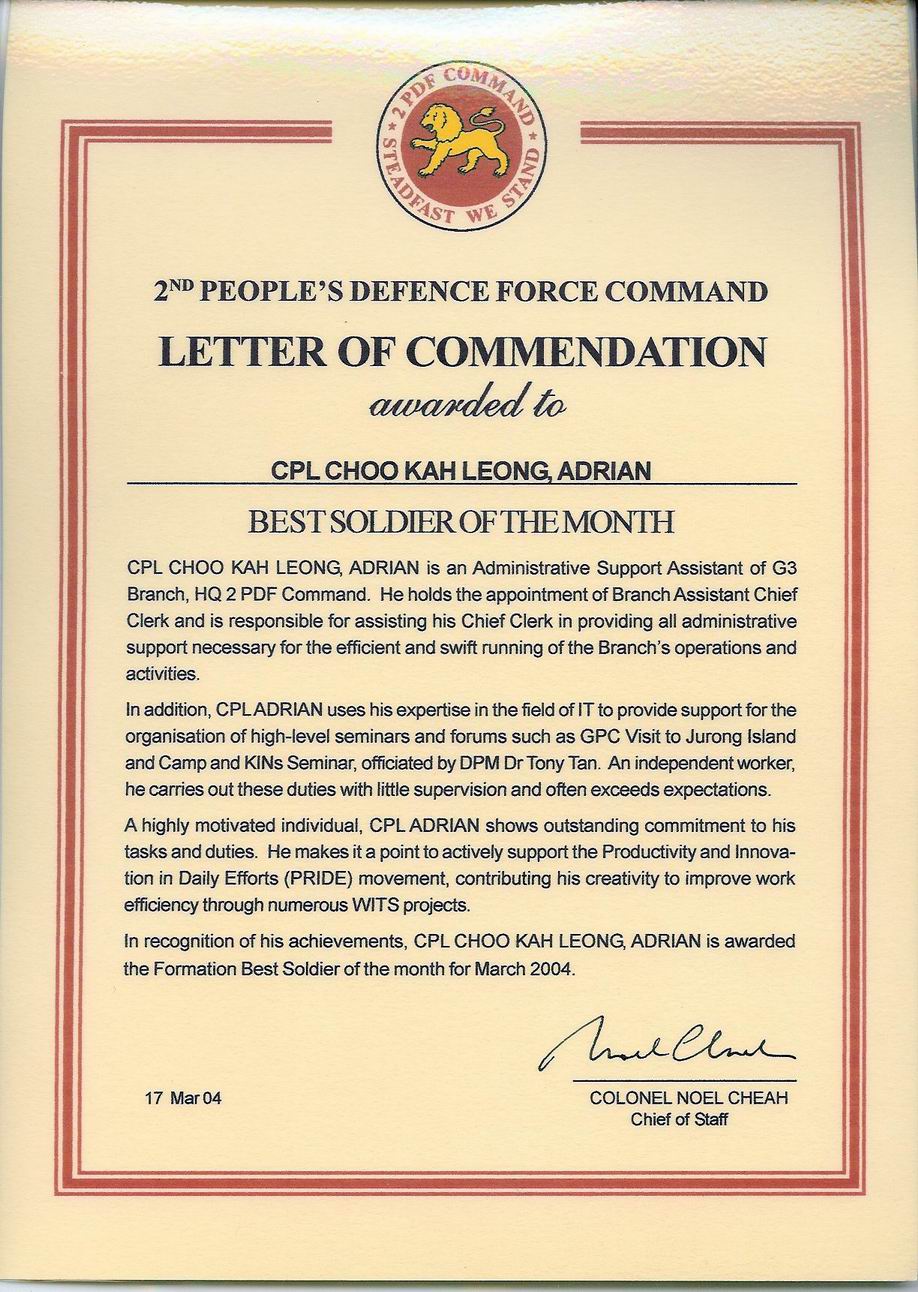 2 PDF COMMAND
STEADFAST WE STAND
2ND PEOPLE'S DEFENCE FORCE COMMAND
LETTER OF COMMENDATION
awarded to
CPL CHOO KAH LEONG, ADRIAN
BEST SOLDIER OF THE MONTH
CPL CHOO KAH LEONG, ADRIAN is an Administrative Support Assistant of G3
Branch, HQ 2 PDF Command. He holds the appointment of Branch Assistant Chief
Clerk and is responsible for assisting his Chief Clerk in providing all administrative
support necessary for the efficient and swift running of the Branch's operations and
activities.
In addition, CPL ADRIAN uses his expertise in the field of IT to provide support for the
organisation of high-level seminars and forums such as GPC Visit to Jurong Island
and Camp and KINs Seminar, officiated by DPM Dr Tony Tan. An independent worker,
he carries out these duties with little supervision and often exceeds expectations.
A highly motivated individual, CPL ADRIAN shows outstanding commitment to his
tasks and duties. He makes it a point to actively support the Productivity and Innova-
tion in Daily Efforts (PRIDE) movement, contributing his creativity to improve work
efficiency through numerous WITS projects.
In recognition of his achievements, CPL CHOO KAH LEONG, ADRIAN is awarded
the Formation Best Soldier of the month for March 2004.
Noel Cheah
17 Mar 04
COLONEL NOEL CHEAH
Chief of Staff